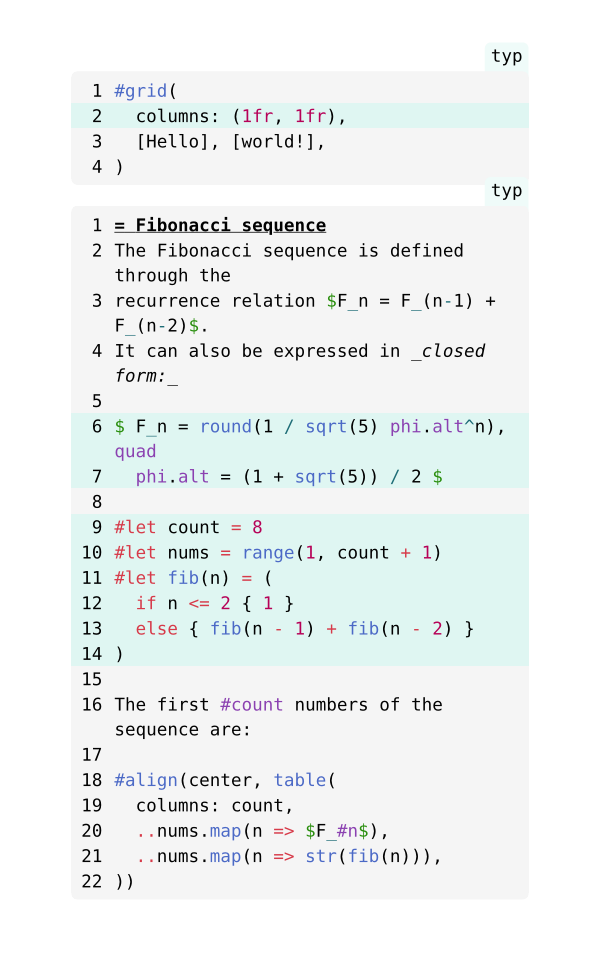 typ
1 #grid(
2   columns: (1fr, 1fr),
3   [Hello], [world!],
4 )
typ
1 = Fibonacci sequence
2 The Fibonacci sequence is defined
through the
3 recurrence relation $F_n = F_(n-1) +
F_(n-2)$.
4 It can also be expressed in _closed
form:_
5
6 $ F_n = round(1 / sqrt(5) phi.alt^n),
quad
7   phi.alt = (1 + sqrt(5)) / 2 $
8
9 #let count = 8
10 #let nums = range(1, count + 1)
11 #let fib(n) = (
12   if n <= 2 { 1 }
13   else { fib(n - 1) + fib(n - 2) }
14 )
15
16 The first #count numbers of the
sequence are:
17
18 #align(center, table(
19   columns: count,
20   ..nums.map(n => $F_#n$),
21   ..nums.map(n => str(fib(n))),
22 ))